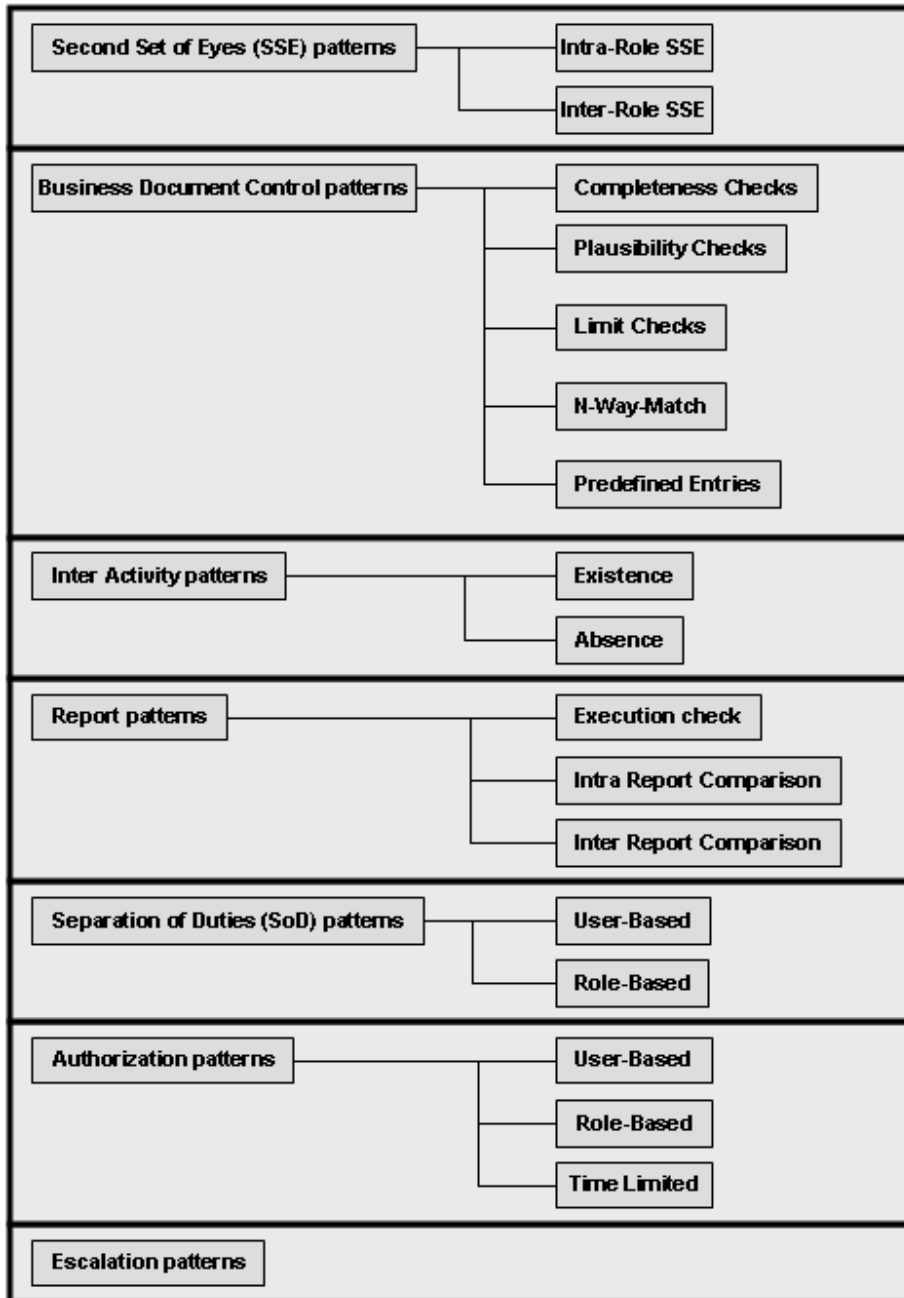 Second Set of Eyes (SSE) patterns
Intra-Role SSE
Inter-Role SSE
Business Document Control patterns
Completeness Checks
Plausibility Checks
Limit Checks
N-Way-Match
Predefined Entries
Inter Activity patterns
Existence
Absence
Report patterns
Execution check
Intra Report Comparison
Inter Report Comparison
Separation of Duties (SoD) patterns
User-Based
Role-Based
Authorization patterns
User-Based
Role-Based
Time Limited
Escalation patterns